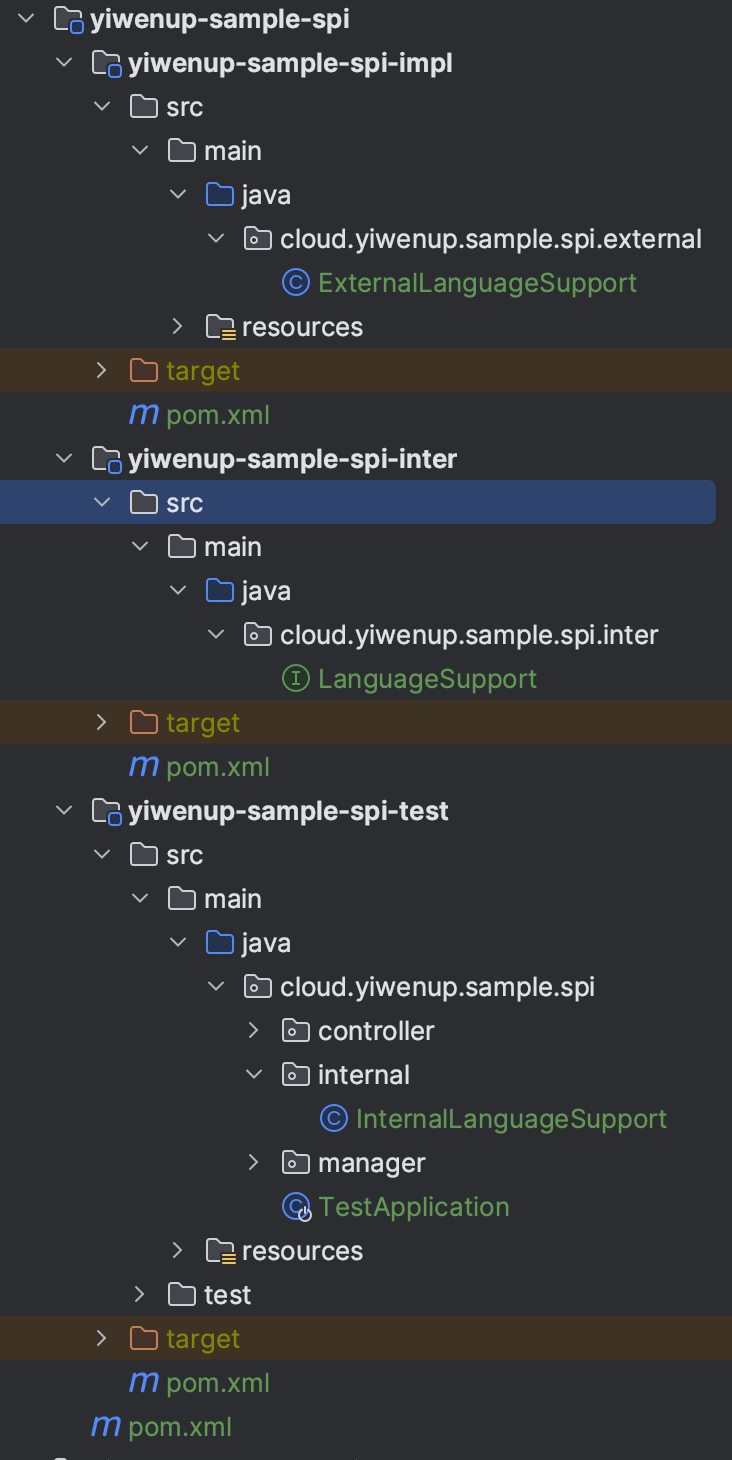 yiwenup-sample-spi
yiwenup-sample-spi-impl
src
main
java
cloud.yiwenup.sample.spi.external
ExternalLanguageSupport
resources
target
pom.xml
yiwenup-sample-spi-inter
src
main
java
cloud.yiwenup.sample.spi.inter
LanguageSupport
target
pom.xml
yiwenup-sample-spi-test
src
main
java
cloud.yiwenup.sample.spi
controller
internal
InternalLanguageSupport
manager
TestApplication
resources
test
target
pom.xml
pom.xml